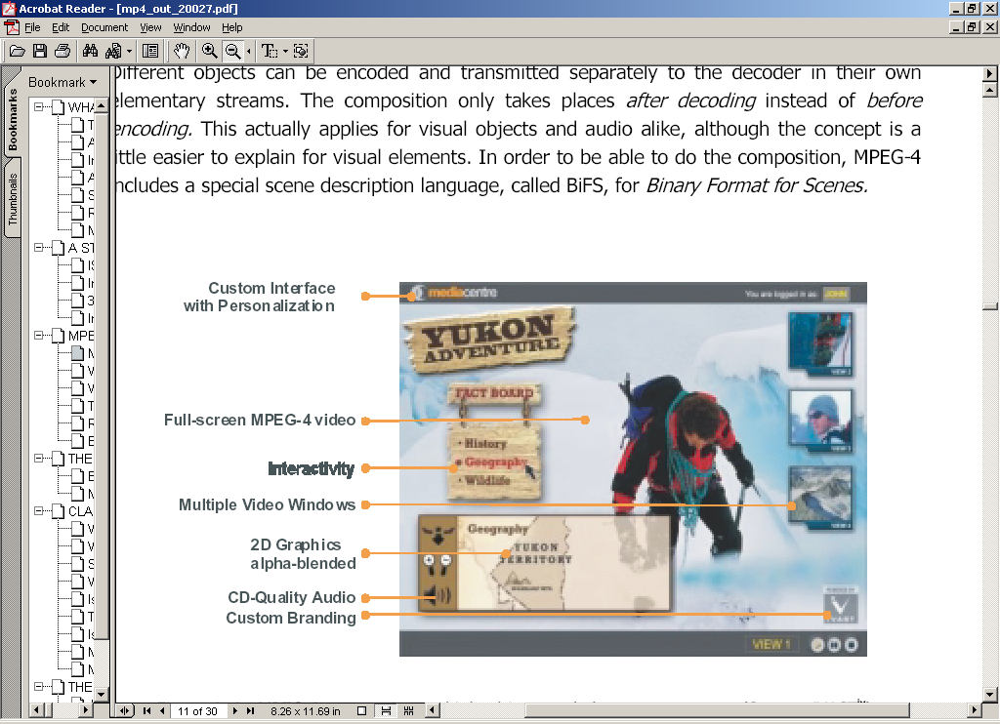 Acrobat Reader - [mp4_out_20027.pdf]
File Edit Document View Window Help
Bookmark
Bookmarks
Thumbnails
WHA
A ST
MPE
THE
CLA
THE
Different objects can be encoded and transmitted separately to the decoder in their own
elementary streams. The composition only takes places after decoding instead of before
encoding. This actually applies for visual objects and audio alike, although the concept is a
little easier to explain for visual elements. In order to be able to do the composition, MPEG-4
includes a special scene description language, called BiFS, for Binary Format for Scenes.
Custom Interface
with Personalization
Full-screen MPEG-4 video
Interactivity
Multiple Video Windows
2D Graphics
alpha-blended
CD-Quality Audio
Custom Branding
mediacentre
You are logged in as: JOHN
YUKON
ADVENTURE
FACT BOARD
• History
• Geography
• Wildlife
VIEW 2
VIEW 3
Geography
YUKON
TERRITORY
VIEW 1
11 of 30
8.26 x 11.69 in